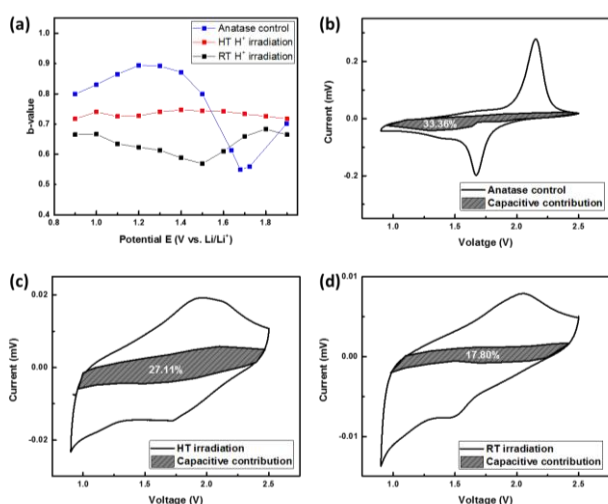 (a)
Anatase control
HT H⁺ irradiation
RT H⁺ irradiation
b-value
1.0
0.9
0.8
0.7
0.6
0.5
0.4
0.8 1.0 1.2 1.4 1.6 1.8
Potential E (V vs. Li/Li⁺)
(b)
Current (mV)
0.2
0.0
-0.2
33.36%
Anatase control
Capacitive contribution
1.0 1.5 2.0 2.5
Volatge (V)
(c)
Current (mV)
0.02
0.00
-0.02
27.11%
HT irradiation
Capacitive contribution
1.0 1.5 2.0 2.5
Voltage (V)
(d)
Current (mV)
0.01
0.00
-0.01
17.80%
RT irradiation
Capacitive contribution
1.0 1.5 2.0 2.5
Voltage (V)